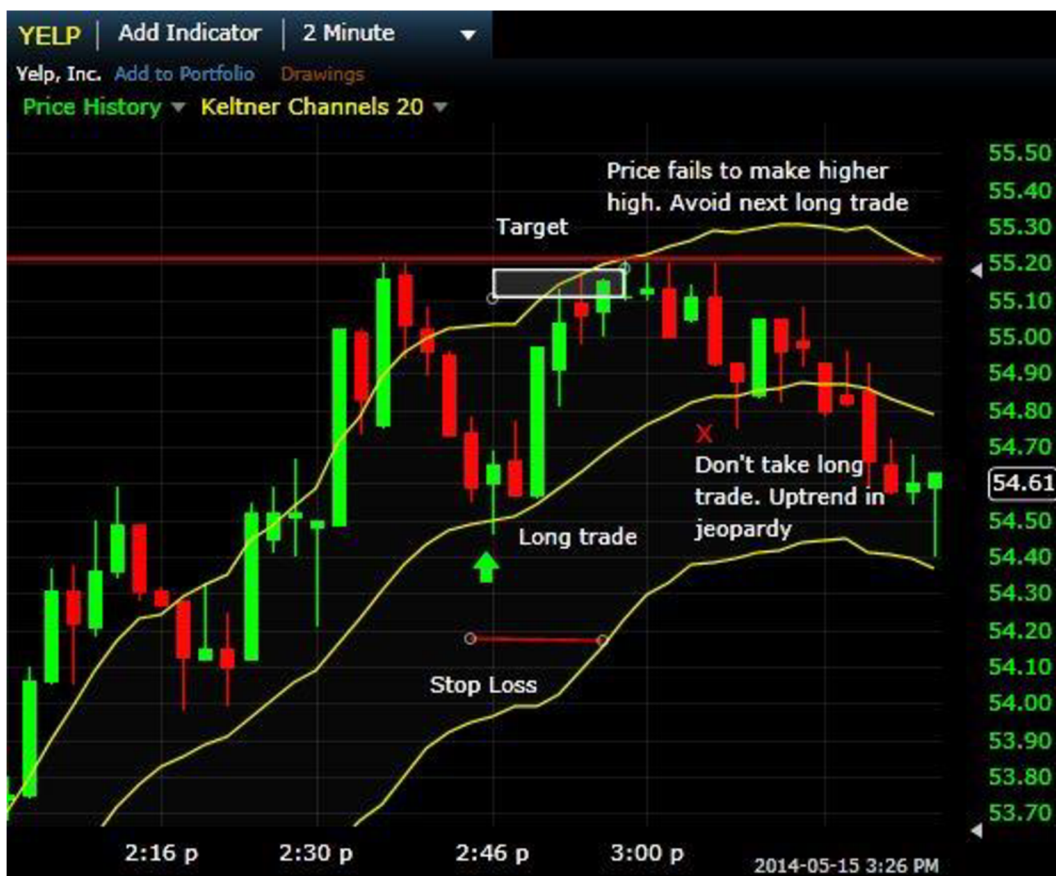 YELP | Add Indicator | 2 Minute
Yelp, Inc. Add to Portfolio Drawings
Price History Keltner Channels 20
Price fails to make higher
high. Avoid next long trade
Target
Don't take long
trade. Uptrend in
jeopardy
X
Long trade
Stop Loss
55.50
55.40
55.30
55.20
55.10
55.00
54.90
54.80
54.70
54.61
54.50
54.40
54.30
54.20
54.10
54.00
53.90
53.80
53.70
2:16 p 2:30 p 2:46 p 3:00 p
2014-05-15 3:26 PM